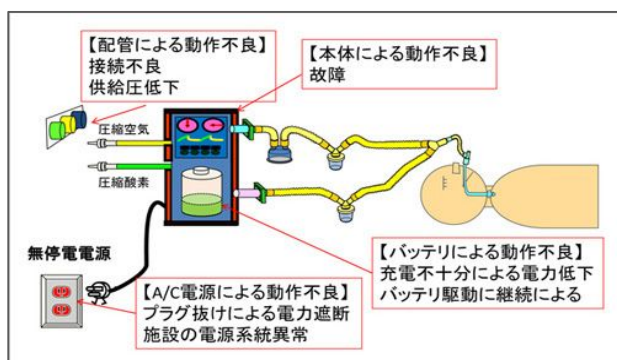 【配管による動作不良】
接続不良
供給圧低下
【本体による動作不良】
故障
圧縮空気
圧縮酸素
無停電電源
【A/C電源による動作不良】
プラグ抜けによる電力遮断
施設の電源系統異常
【バッテリによる動作不良】
充電不十分による電力低下
バッテリ駆動に継続による